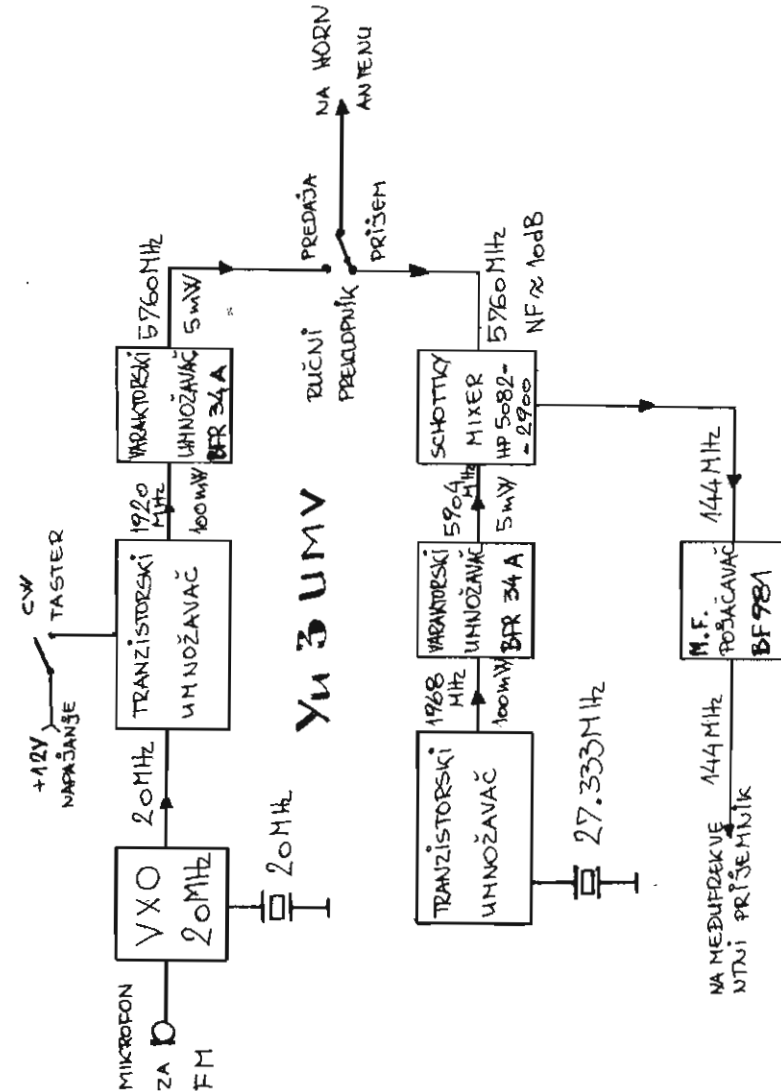 +12V
NAPAJANJE
CW
TASTER
MIKROFON
ZA
FM
VXO
20MHz
20MHz
20MHz
TRANZISTORSKI
UMNOŽAVAČ
1920
MHz
100mW
VARAKTORSKI
UMNOŽAVAČ
BFR 34A
5760MHz
5mW
PREDAJA
PRIJEM
RUČNI
PREKLOPNIK
NA HORN
ANTENU
YU 3 UMV
TRANZISTORSKI
UMNOŽAVAČ
27.333MHz
1968
MHz
100mW
VARAKTORSKI
UMNOŽAVAČ
BFR 34A
5904
MHz
5mW
SCHOTTKY
MIXER
HP 5082-
-2900
5760MHz
NF≈10dB
144MHz
M.F.
POJAČAVAČ
BF981
144MHz
NA MEĐUFREKVE
NTNI PRIJEMNIK